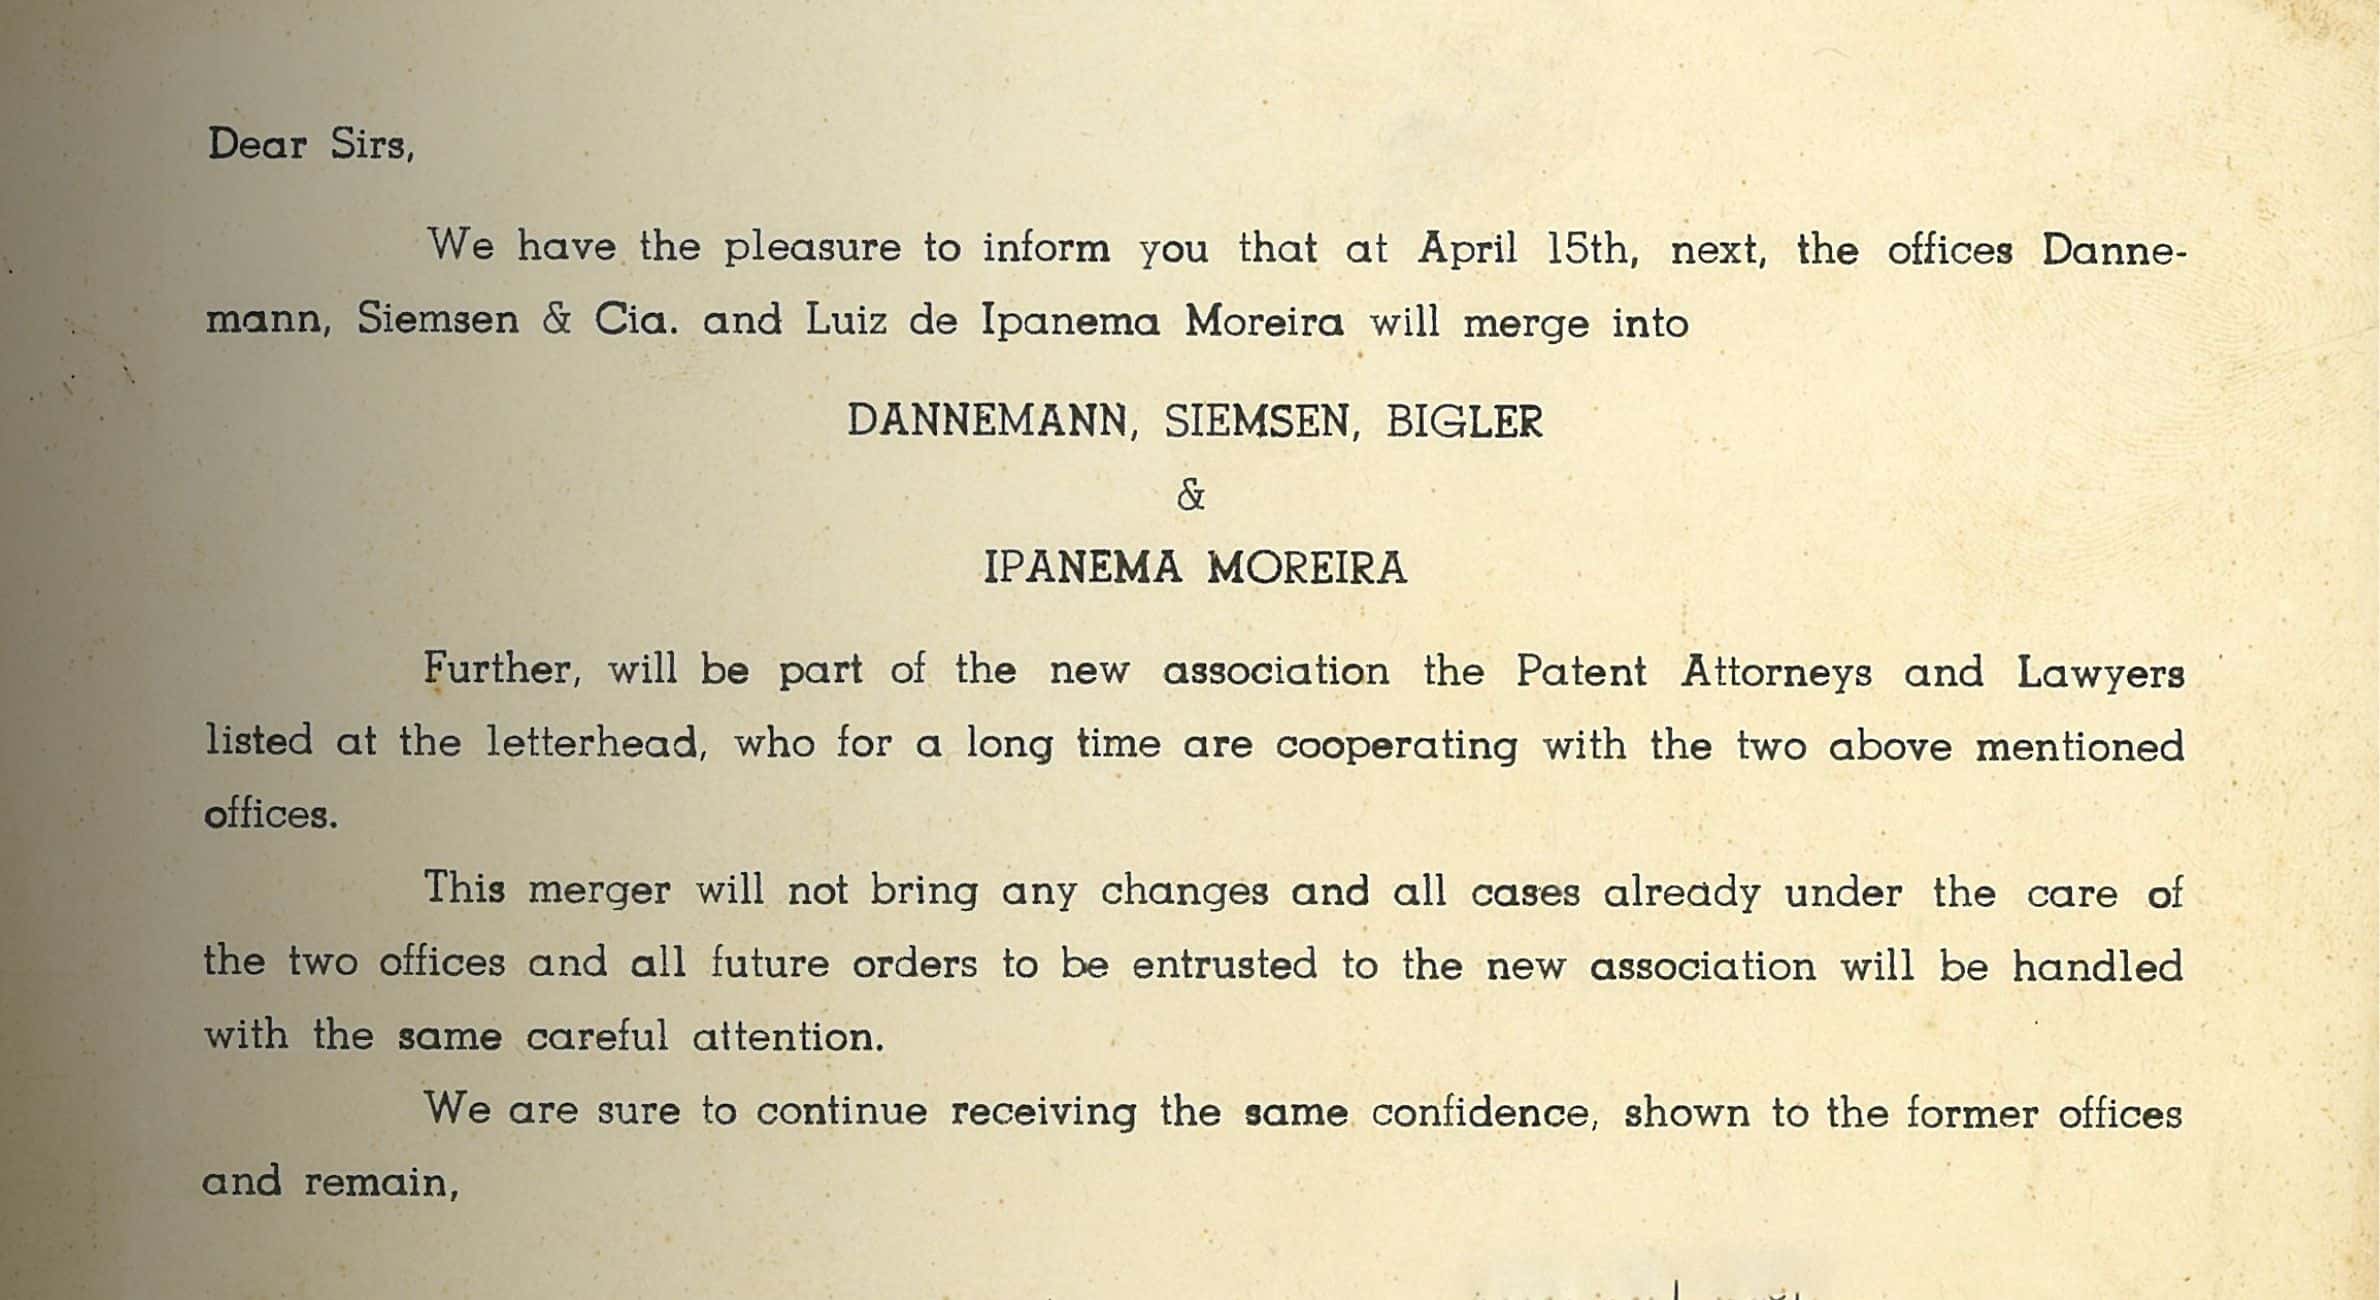 Dear Sirs,
We have the pleasure to inform you that at April 15th, next, the offices Danne-
mann, Siemsen & Cia. and Luiz de Ipanema Moreira will merge into
DANNEMANN, SIEMSEN, BIGLER
&
IPANEMA MOREIRA
Further, will be part of the new association the Patent Attorneys and Lawyers
listed at the letterhead, who for a long time are cooperating with the two above mentioned
offices.
This merger will not bring any changes and all cases already under the care of
the two offices and all future orders to be entrusted to the new association will be handled
with the same careful attention.
We are sure to continue receiving the same confidence, shown to the former offices
and remain,